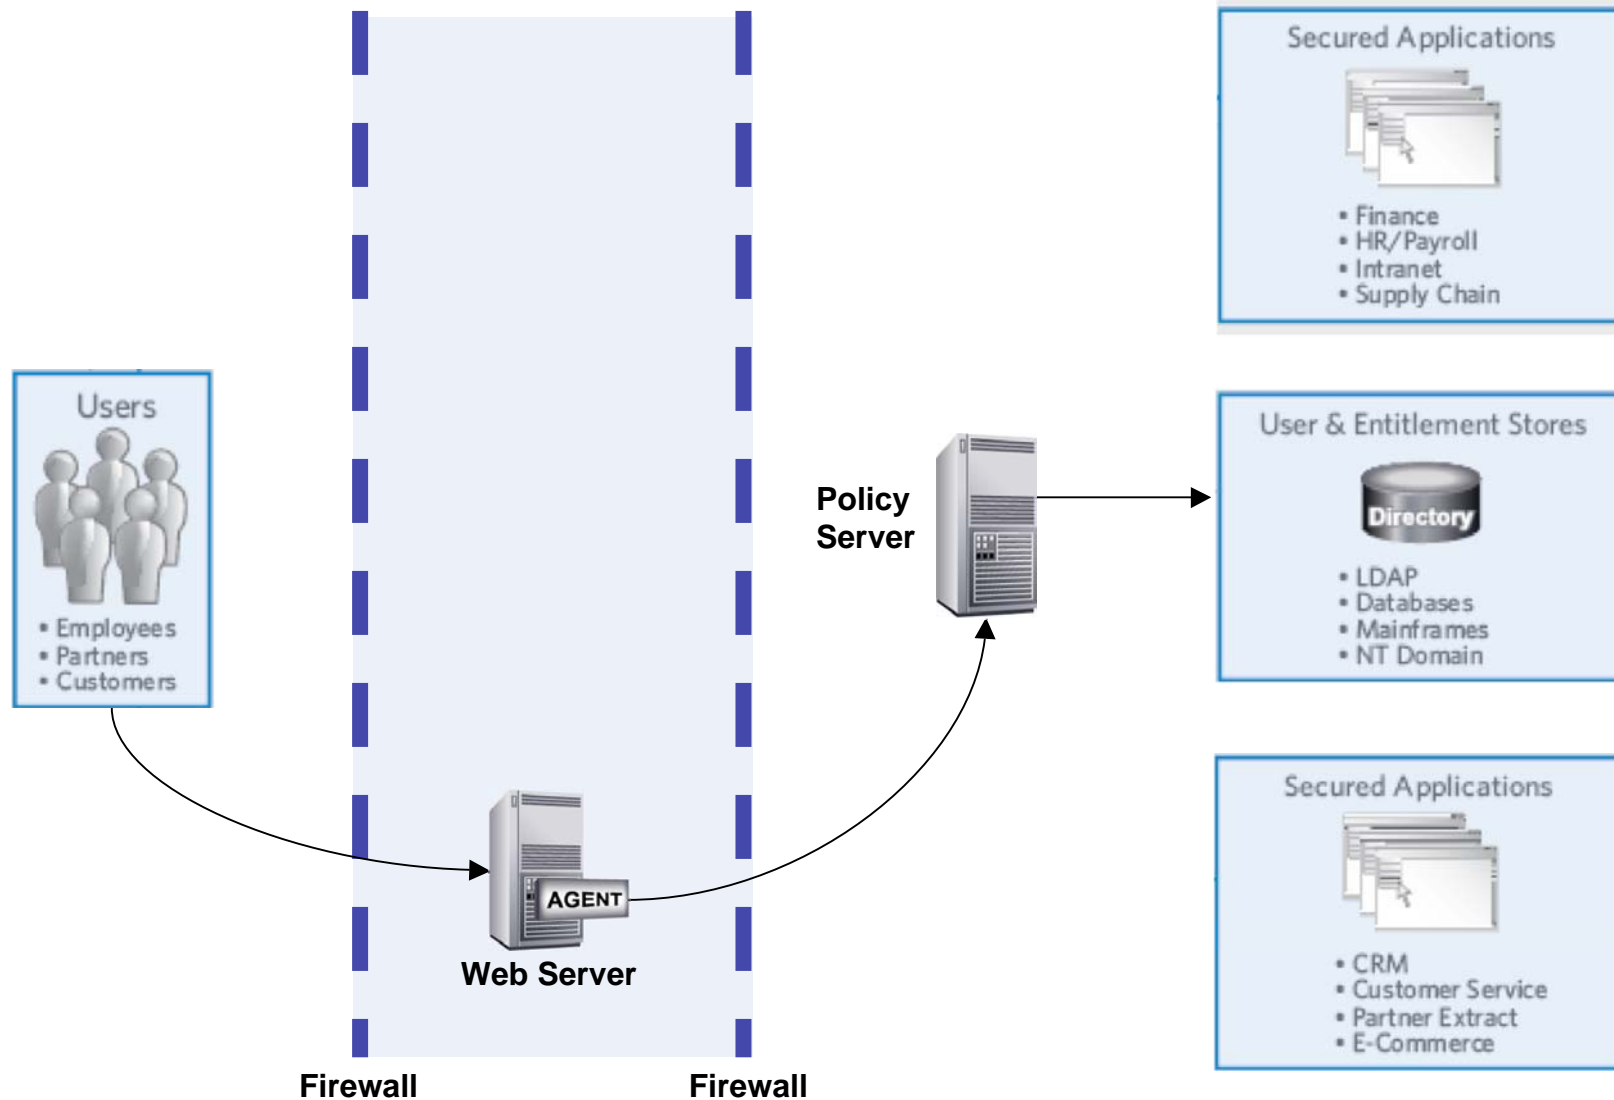 Secured Applications
• Finance
• HR/Payroll
• Intranet
• Supply Chain
Users
• Employees
• Partners
• Customers
Policy
Server
User & Entitlement Stores
Directory
• LDAP
• Databases
• Mainframes
• NT Domain
AGENT
Web Server
Secured Applications
• CRM
• Customer Service
• Partner Extract
• E-Commerce
Firewall
Firewall